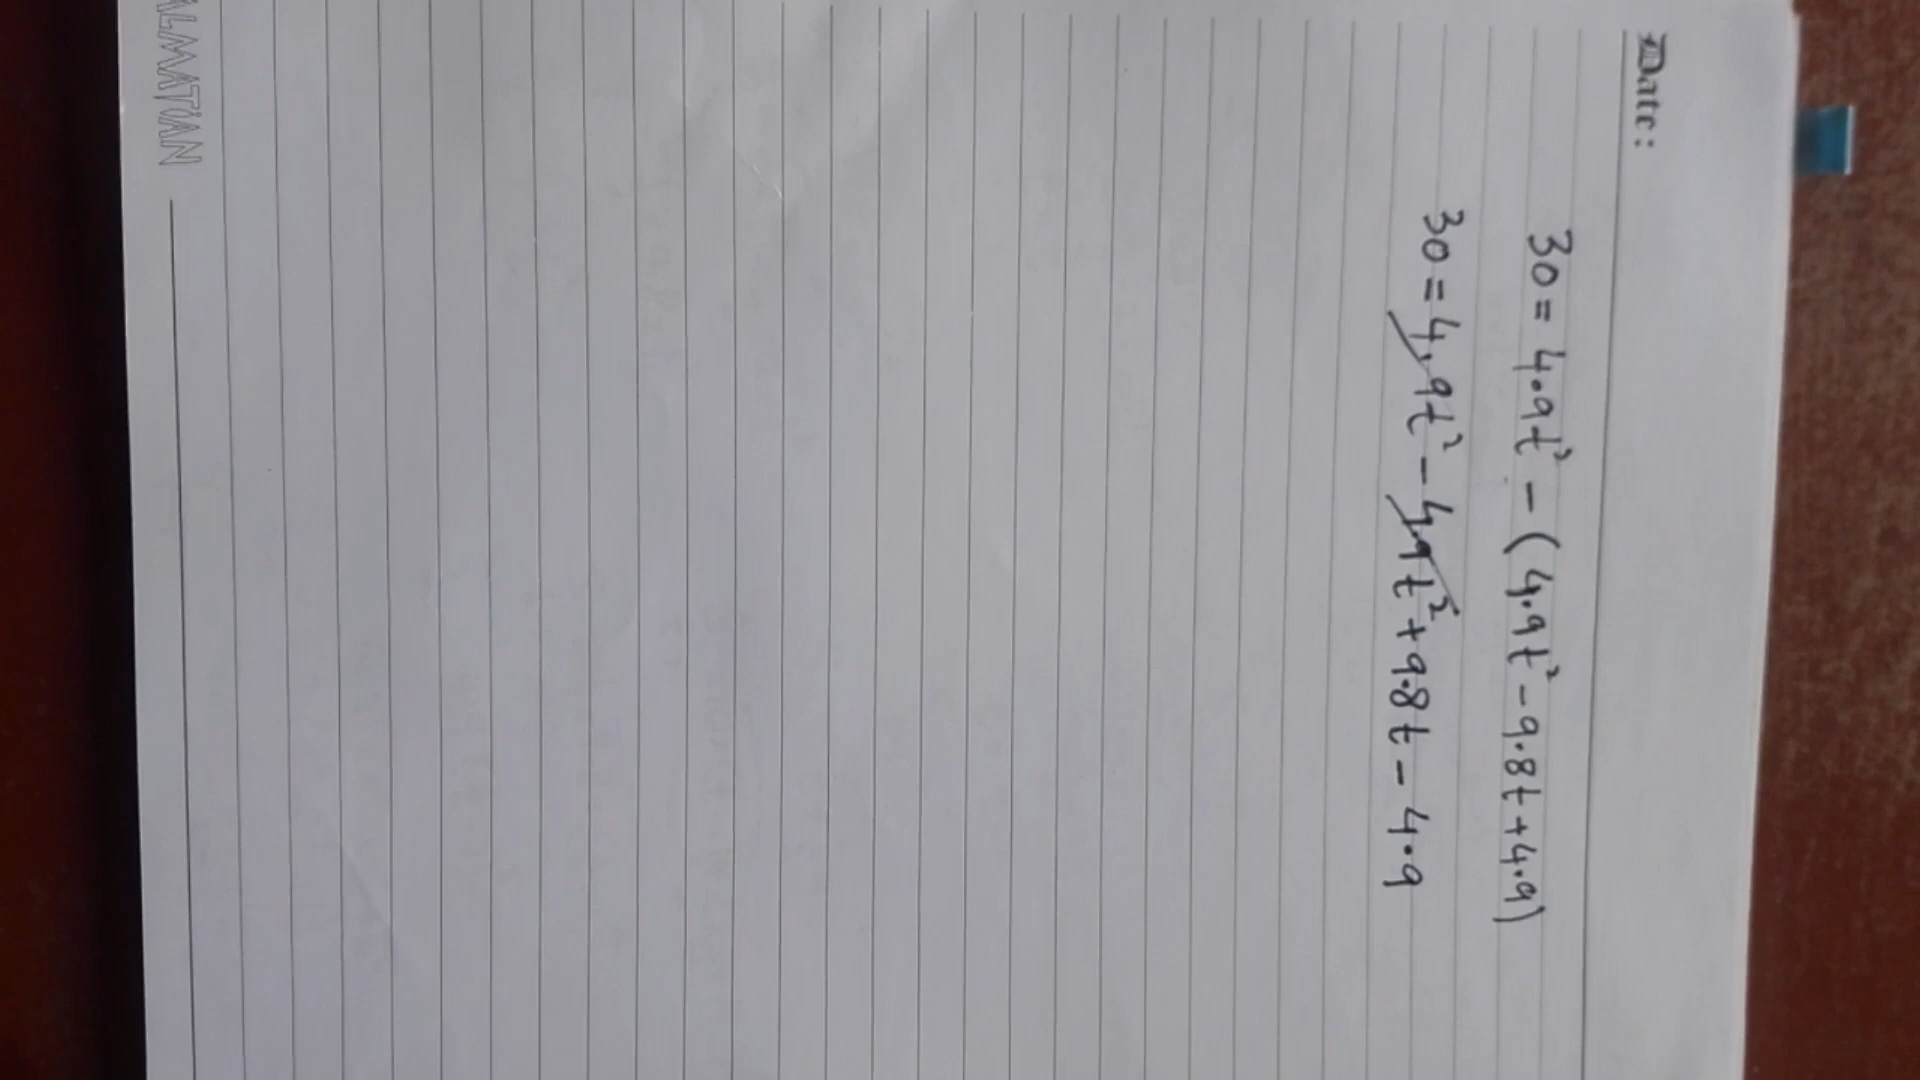 Date:
30 = 4.9t² - (4.9t² - 9.8t + 4.9)
30 = 4.9t² - 4.9t² + 9.8t - 4.9